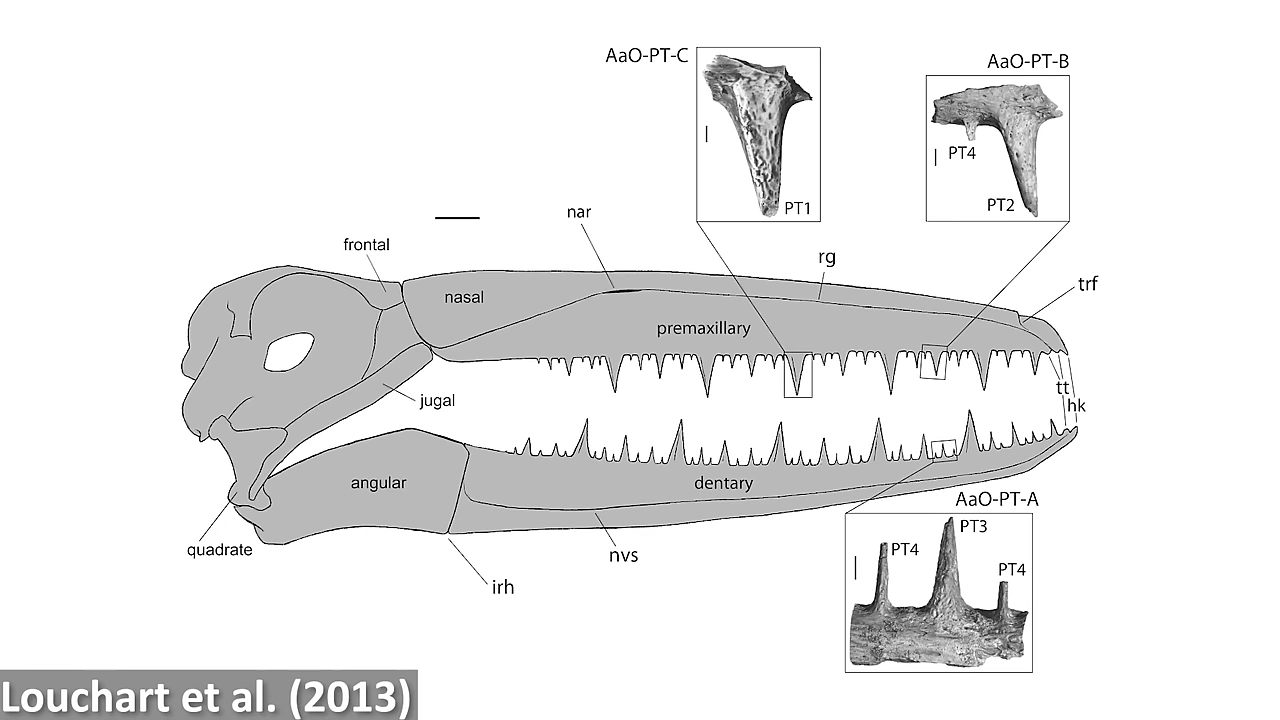 AaO-PT-C
AaO-PT-B
PT4
PT1
PT2
nar
frontal
rg
trf
nasal
premaxillary
tt
jugal
hk
angular
dentary
AaO-PT-A
PT3
quadrate
PT4
nvs
PT4
irh
Louchart et al. (2013)